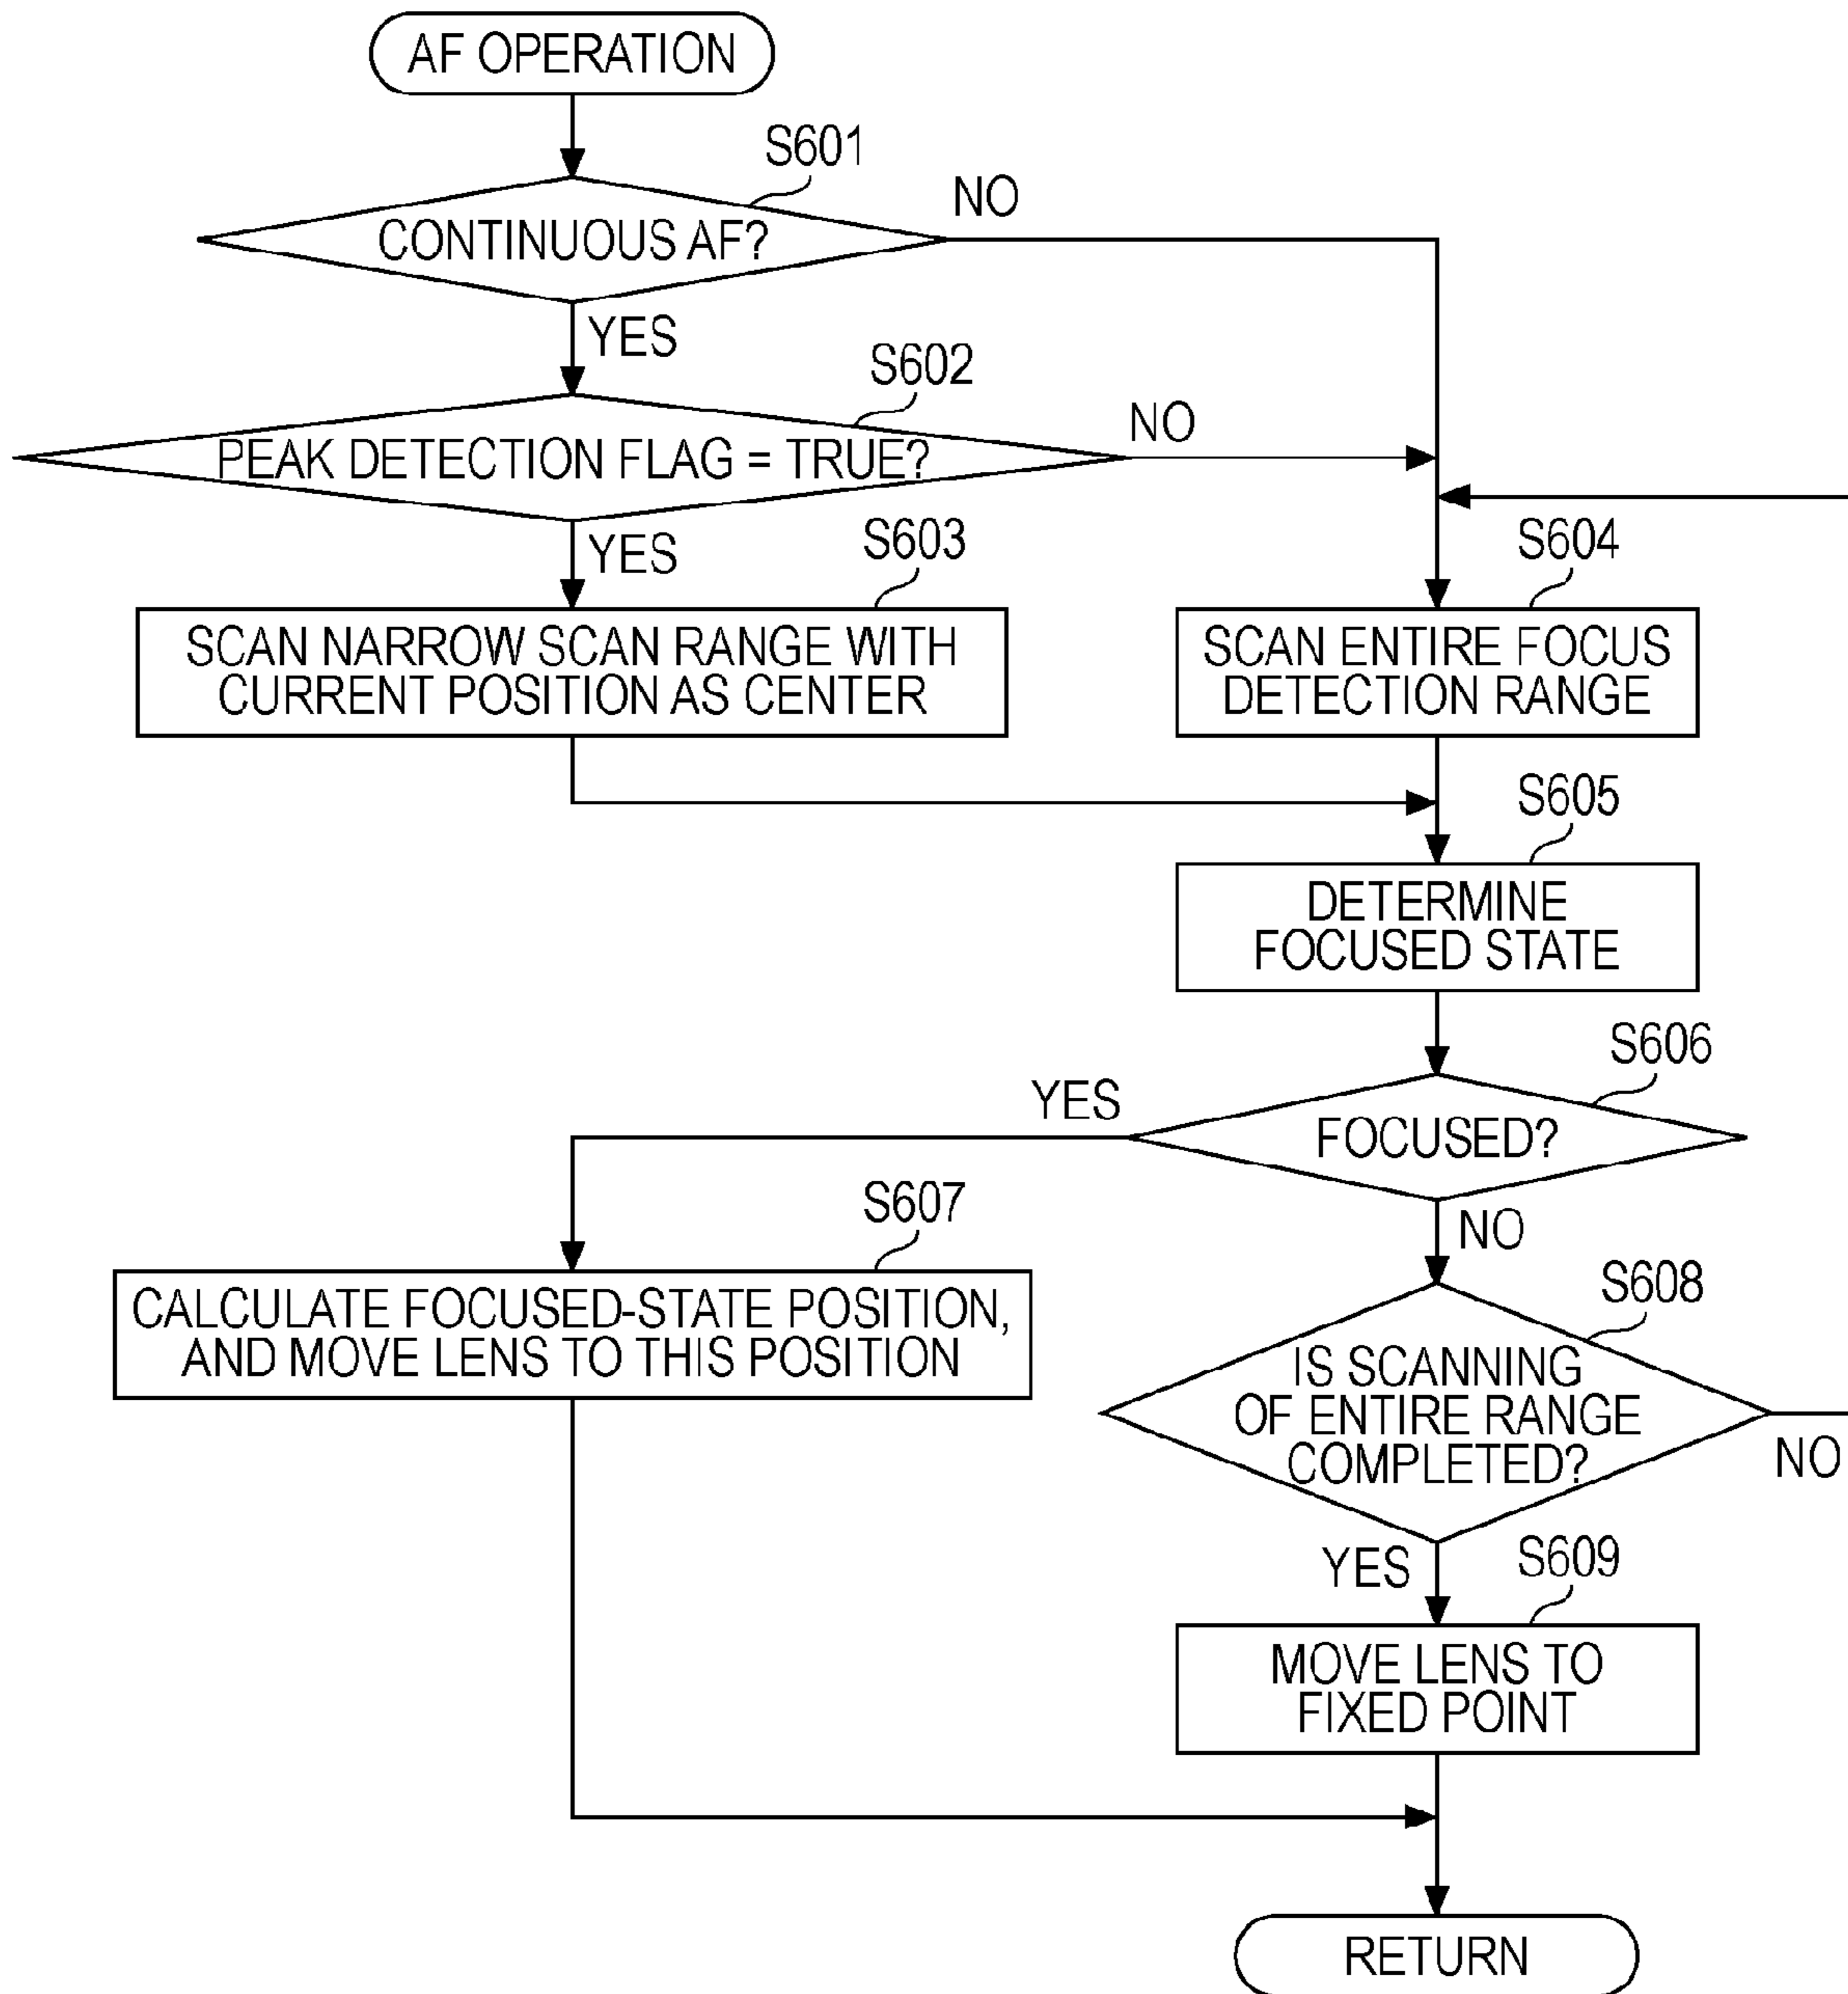 AF OPERATION
S601
CONTINUOUS AF?
NO
YES
S602
PEAK DETECTION FLAG = TRUE?
NO
YES
S603
SCAN NARROW SCAN RANGE WITH
CURRENT POSITION AS CENTER
S604
SCAN ENTIRE FOCUS
DETECTION RANGE
S605
DETERMINE
FOCUSED STATE
S606
FOCUSED?
YES
NO
S607
CALCULATE FOCUSED-STATE POSITION,
AND MOVE LENS TO THIS POSITION
S608
IS SCANNING
OF ENTIRE RANGE
COMPLETED?
NO
YES
S609
MOVE LENS TO
FIXED POINT
RETURN